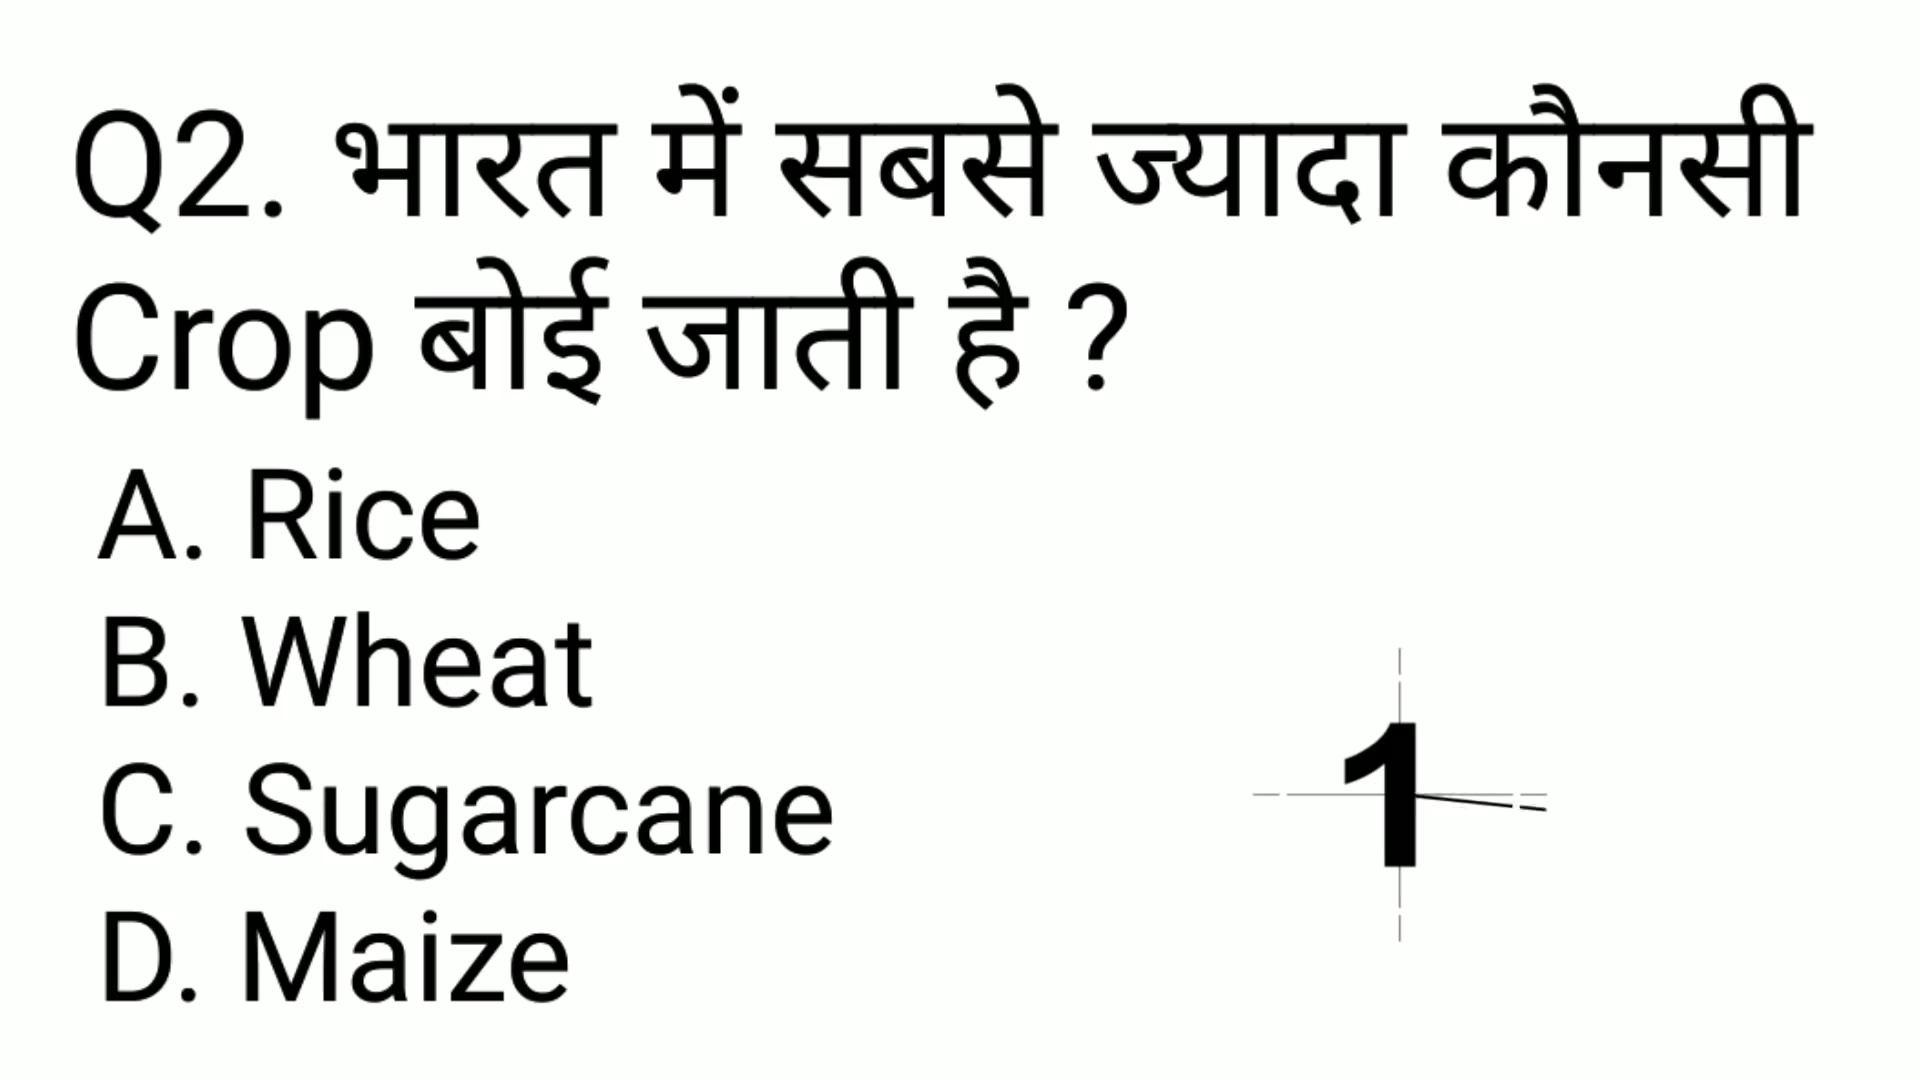 Q2. भारत में सबसे ज्यादा कौनसी
Crop बोई जाती है ?
A. Rice
B. Wheat
C. Sugarcane
D. Maize
1